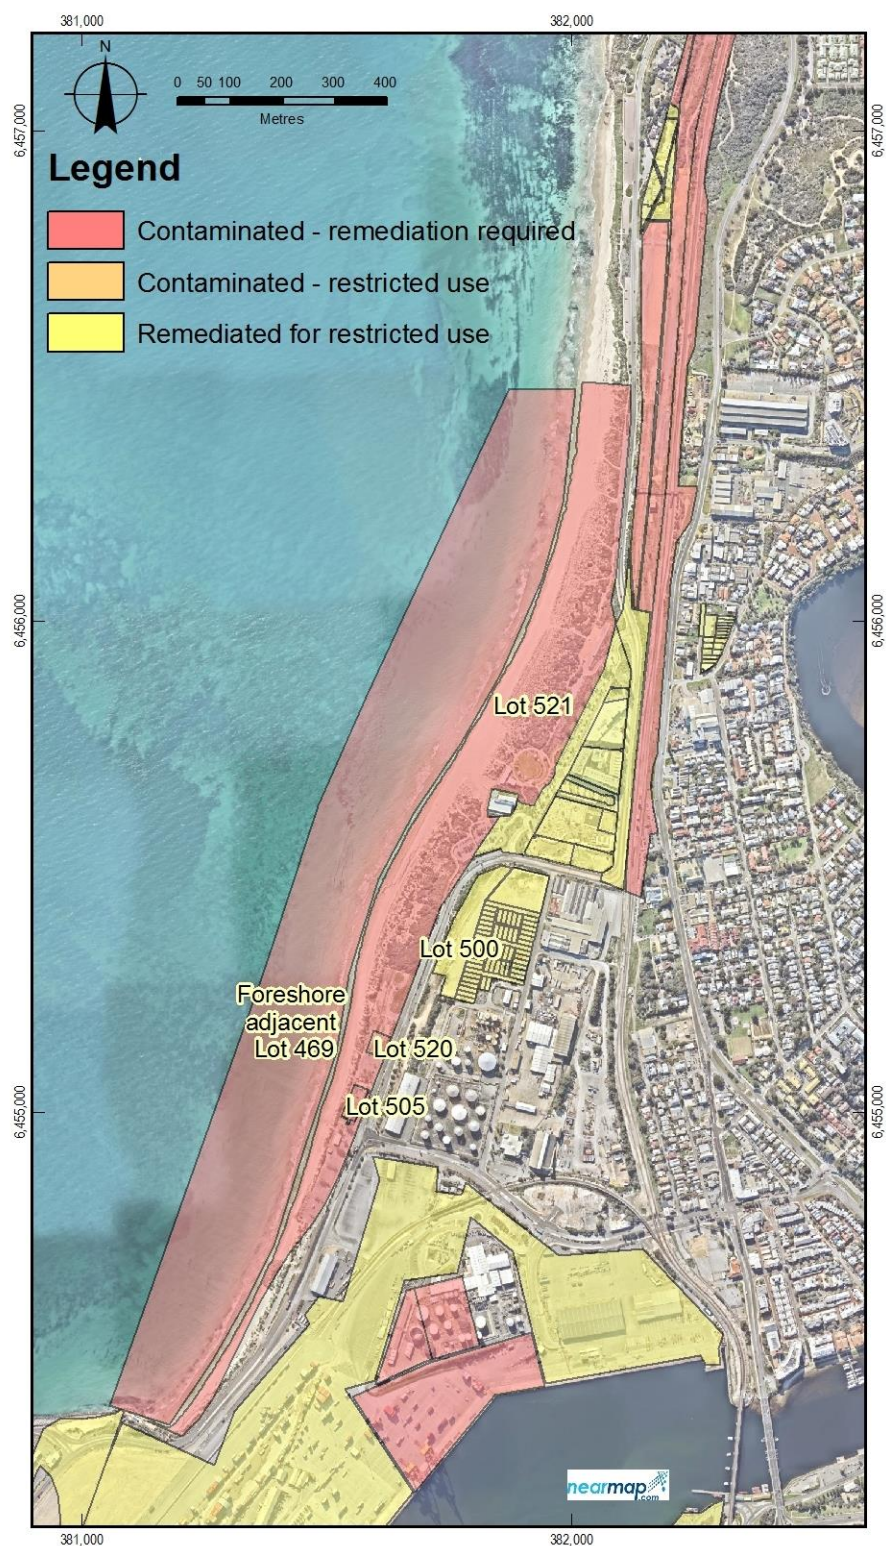 381,000
382,000
N
0 50 100 200 300 400
Metres
6,457,000
6,457,000
Legend
Contaminated - remediation required
Contaminated - restricted use
Remediated for restricted use
6,456,000
6,456,000
Lot 521
Lot 500
Foreshore
adjacent
Lot 469
Lot 520
Lot 505
6,455,000
6,455,000
nearmap
.com
381,000
382,000